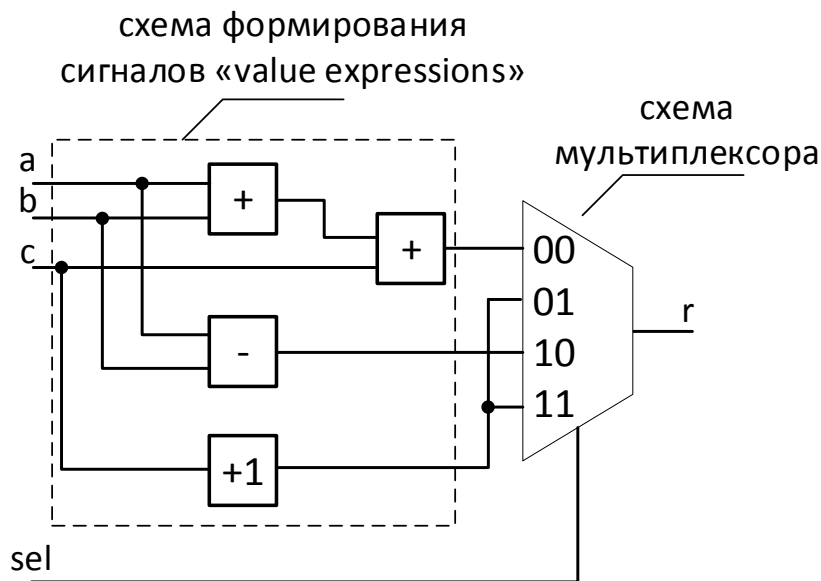 схема формирования
сигналов «value expressions»
схема
мультиплексора
a
b
c
+
+
-
+1
00
01
10
11
r
sel